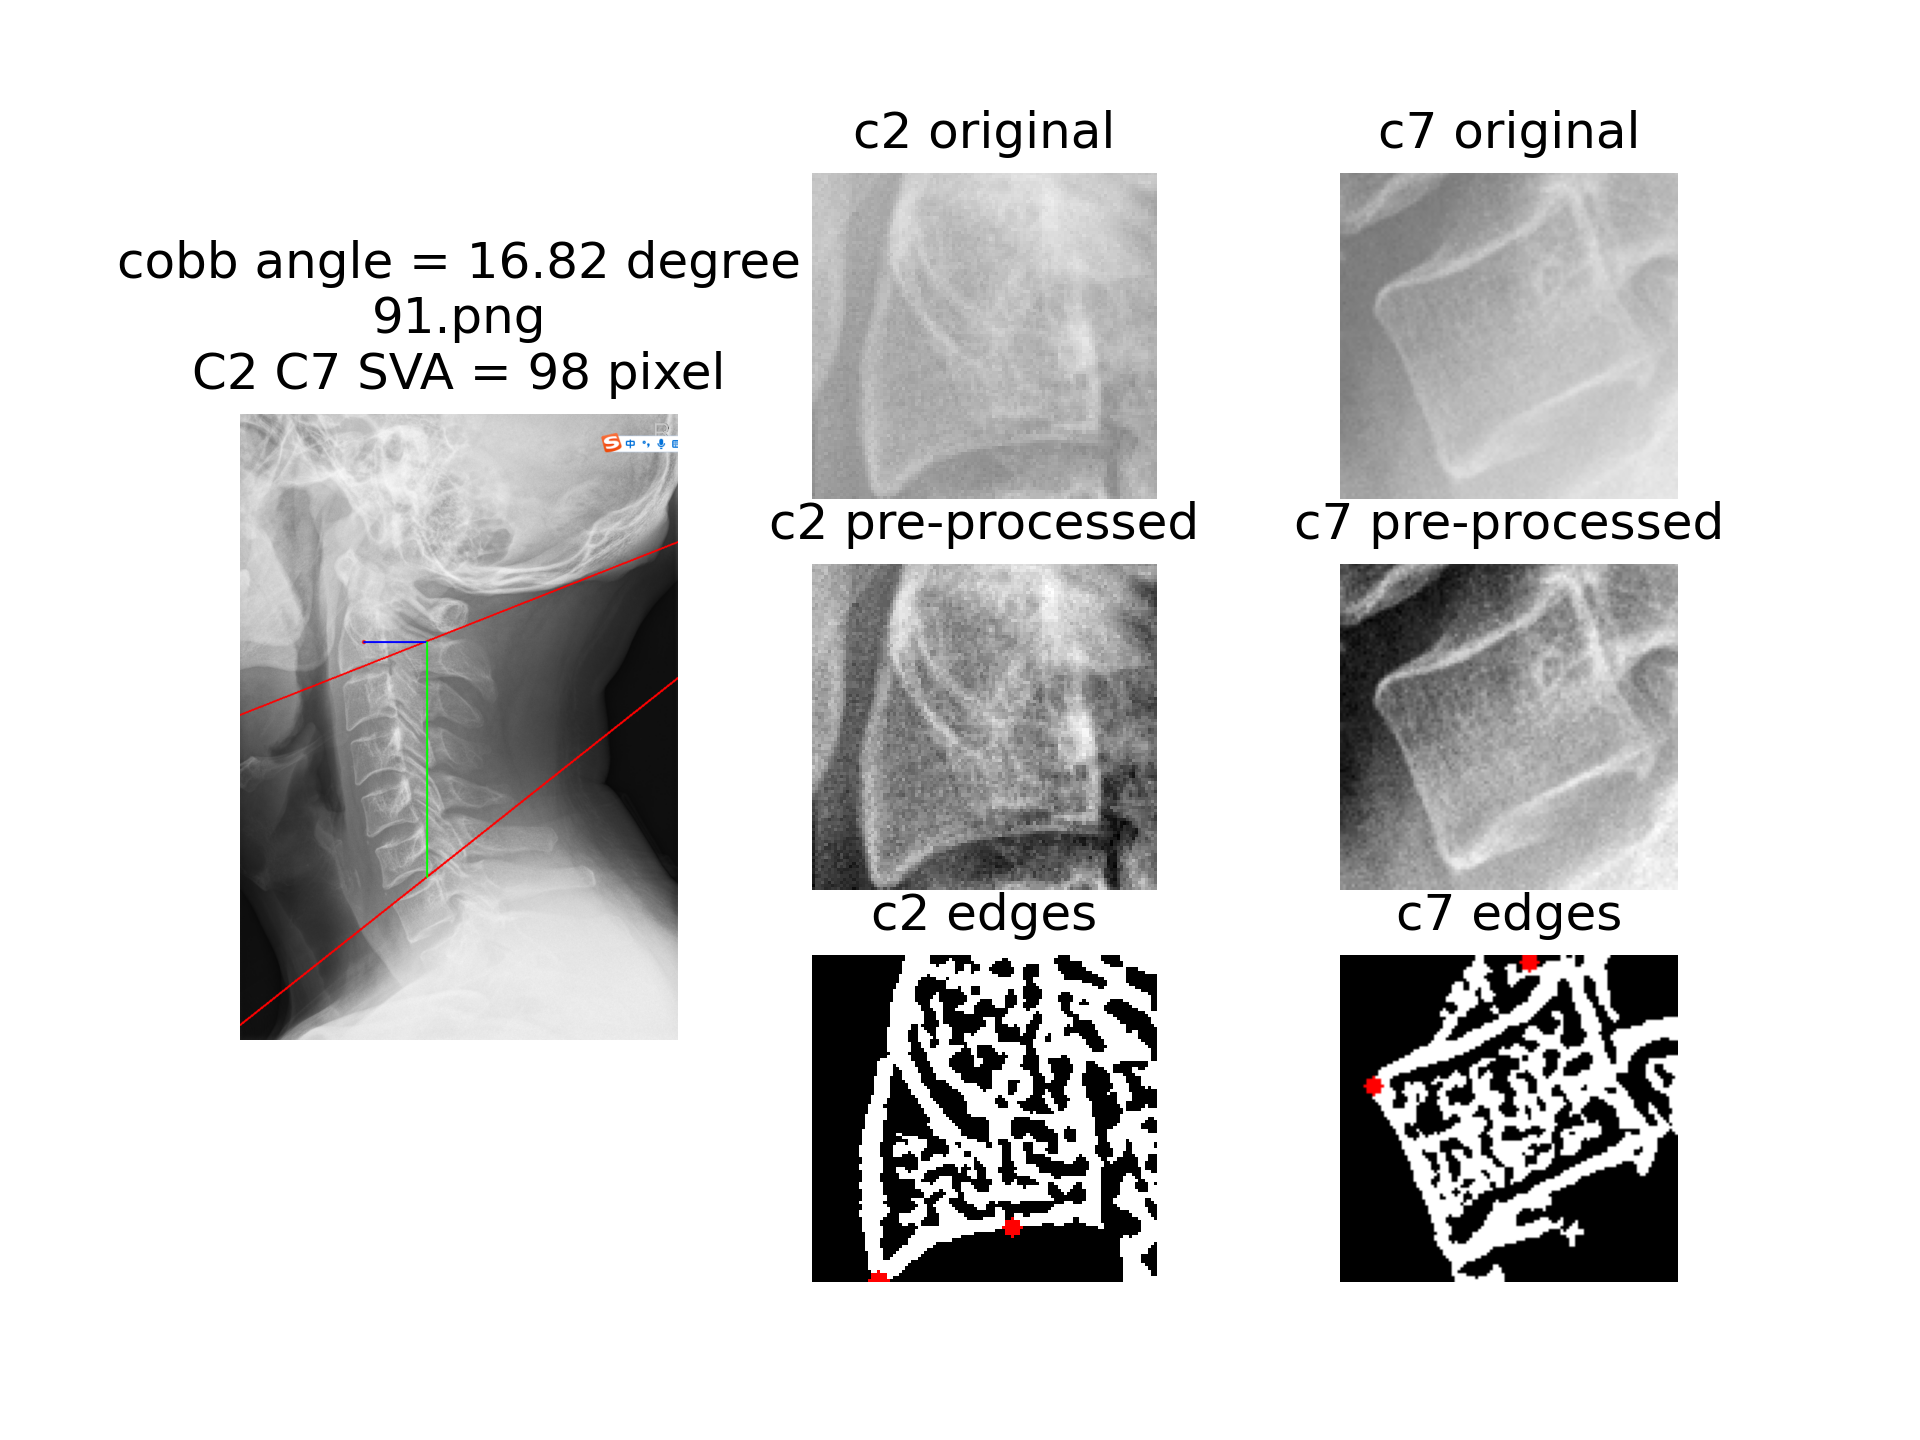 cobb angle = 16.82 degree
91.png
C2 C7 SVA = 98 pixel
中
c2 original
c7 original
c2 pre-processed
c7 pre-processed
c2 edges
c7 edges